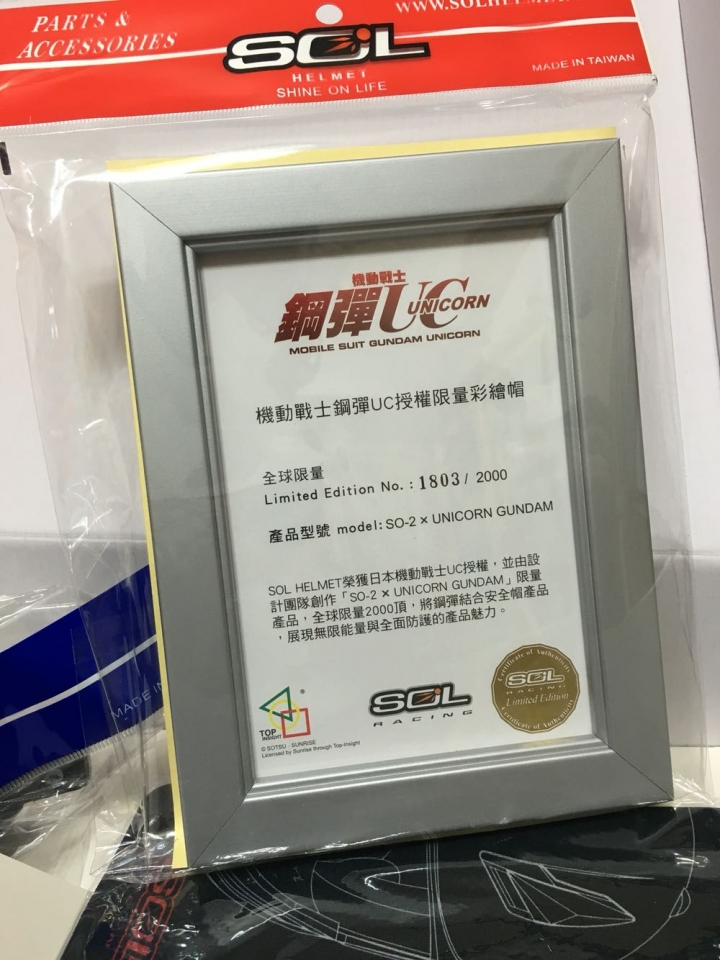 PARTS &
ACCESSORIES
SOL
HELMET
SHINE ON LIFE
MADE IN TAIWAN
機動戰士
鋼彈UC
UNICORN
MOBILE SUIT GUNDAM UNICORN
機動戰士鋼彈UC授權限量彩繪帽
全球限量
Limited Edition No.: 1803/ 2000
產品型號 model: SO-2 × UNICORN GUNDAM
SOL HELMET榮獲日本機動戰士UC授權，並由設
計團隊創作「SO-2 × UNICORN GUNDAM」限量
產品，全球限量2000頂，將鋼彈結合安全帽產品
，展現無限能量與全面防護的產品魅力。
TOP
INSIGHT
®
© SOTSU · SUNRISE
Licensed by Sunrise through Top-Insight
SOL
RACING
Certificate of Authenticity
SOL
RACING
Limited Edition
Certificate of Authenticity
MADE IN